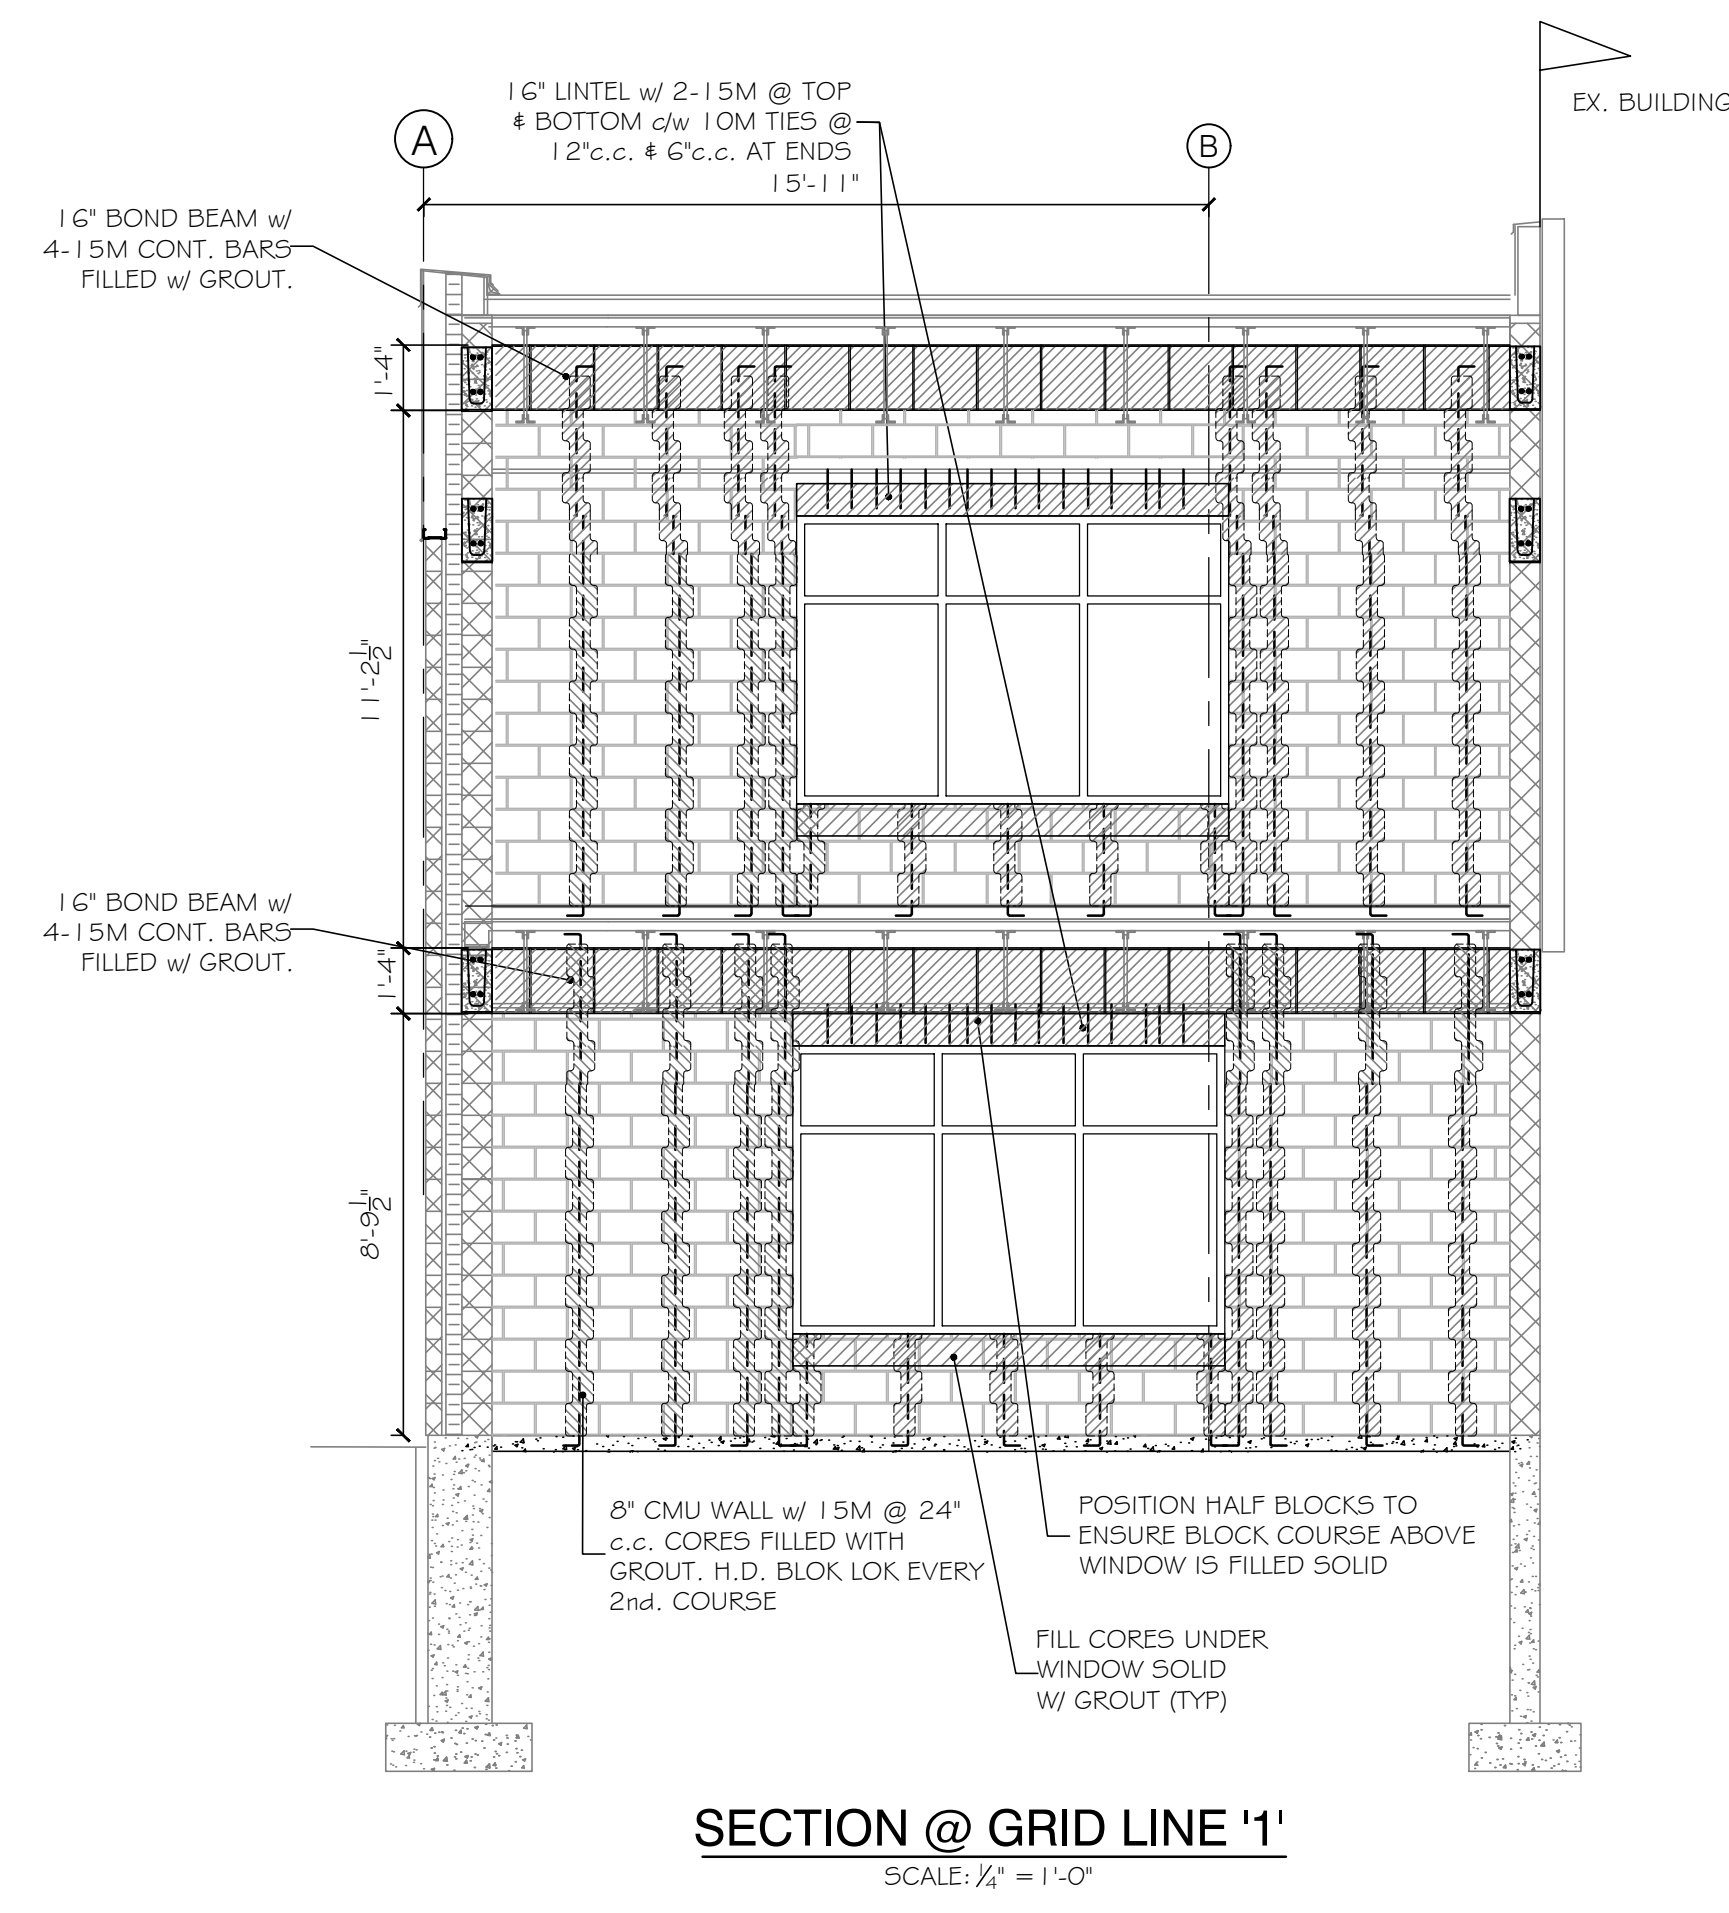 16" LINTEL w/ 2-15M @ TOP
& BOTTOM c/w 10M TIES @
12"c.c. & 6"c.c. AT ENDS
15'-11"
EX. BUILDING
A
B
16" BOND BEAM w/
4-15M CONT. BARS
FILLED w/ GROUT.
1'-4"
11'-2 1/2"
16" BOND BEAM w/
4-15M CONT. BARS
FILLED w/ GROUT.
1'-4"
8'-9 1/2"
8" CMU WALL w/ 15M @ 24"
c.c. CORES FILLED WITH
GROUT. H.D. BLOK LOK EVERY
2nd. COURSE
POSITION HALF BLOCKS TO
ENSURE BLOCK COURSE ABOVE
WINDOW IS FILLED SOLID
FILL CORES UNDER
WINDOW SOLID
W/ GROUT (TYP)
SECTION @ GRID LINE '1'
SCALE: 1/4" = 1'-0"